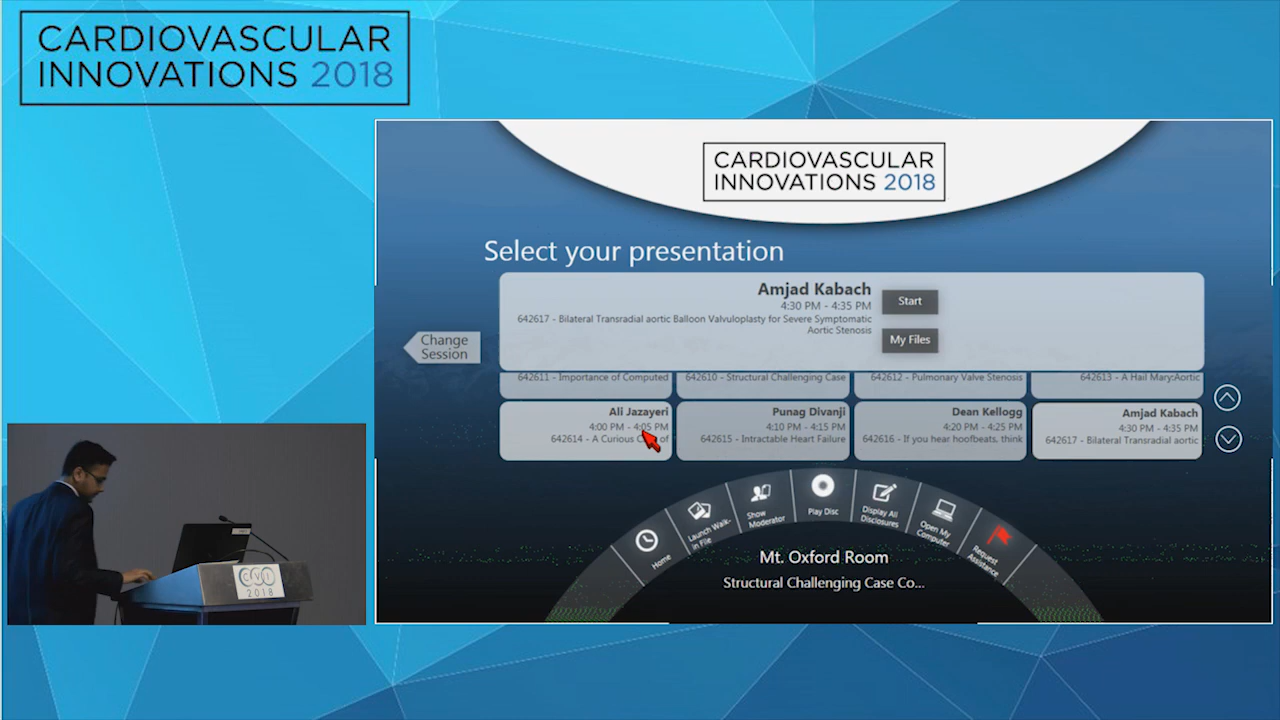 CARDIOVASCULAR
INNOVATIONS 2018
CARDIOVASCULAR
INNOVATIONS 2018
Select your presentation
Amjad Kabach
4:30 PM - 4:35 PM
642617 - Bilateral Transradial aortic Balloon Valvuloplasty for Severe Symptomatic
Aortic Stenosis
Start
My Files
Change
Session
642611 - Importance of Computed
642610 - Structural Challenging Case
642612 - Pulmonary Valve Stenosis
642613 - A Hail Mary:Aortic
Ali Jazayeri
4:00 PM - 4:05 PM
642614 - A Curious of
Punag Divanji
4:10 PM - 4:15 PM
642615 - Intractable Heart Failure
Dean Kellogg
4:20 PM - 4:25 PM
642616 - If you hear hoofbeats, think
Amjad Kabach
4:30 PM - 4:35 PM
642617 - Bilateral Transradial aortic
Home
Launch Walk-
in File
Show
Moderator
Play Disc
Display All
Disclosures
Open My
Computer
Request
Assistance
Mt. Oxford Room
Structural Challenging Case Co...
CVI
2018